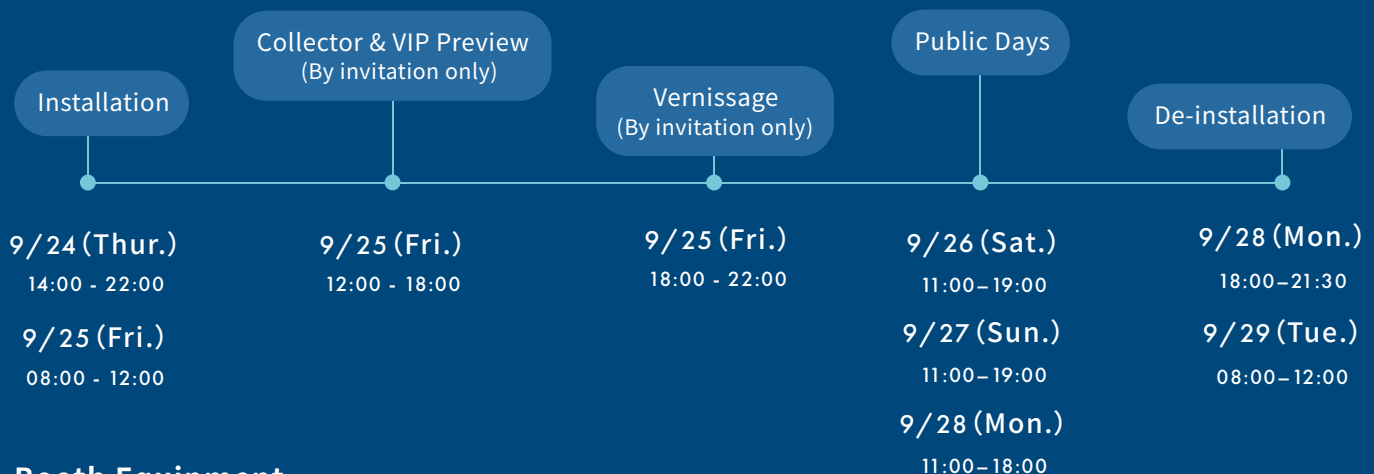 Installation
Collector & VIP Preview
(By invitation only)
Vernissage
(By invitation only)
Public Days
De-installation
9/24 (Thur.)
14:00 - 22:00
9/25 (Fri.)
08:00 - 12:00
9/25 (Fri.)
12:00 - 18:00
9/25 (Fri.)
18:00 - 22:00
9/26 (Sat.)
11:00–19:00
9/27 (Sun.)
11:00–19:00
9/28 (Mon.)
11:00–18:00
9/28 (Mon.)
18:00–21:30
9/29 (Tue.)
08:00–12:00
Booth Equipment